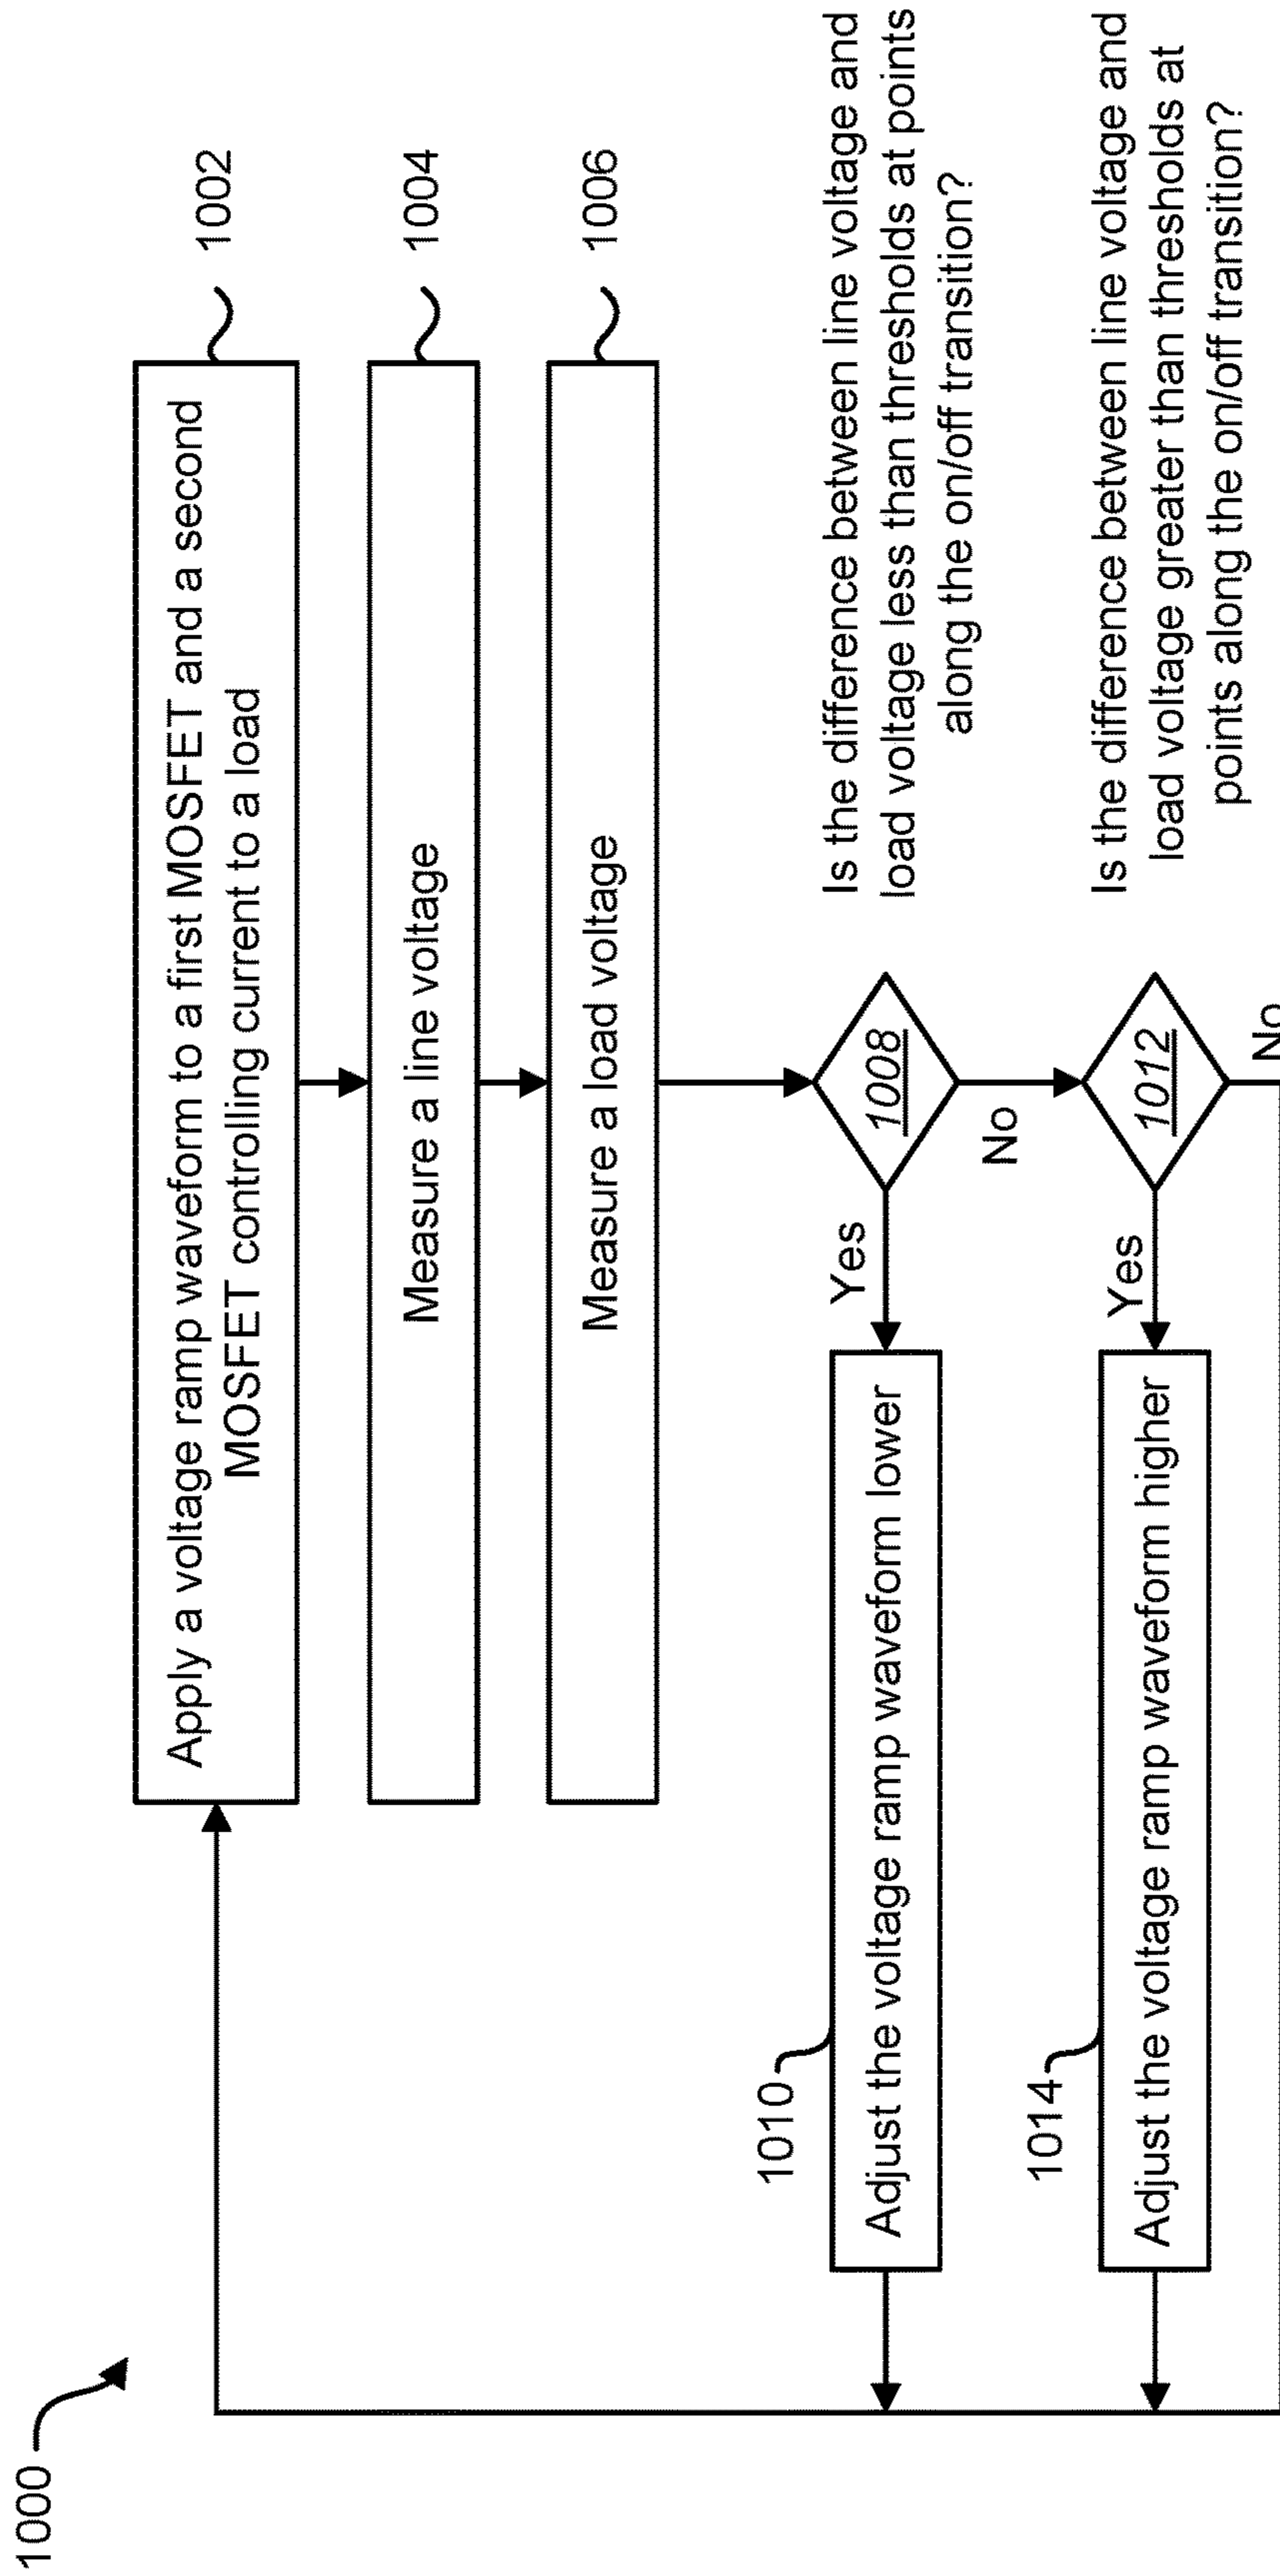 1000
Apply a voltage ramp waveform to a first MOSFET and a second
MOSFET controlling current to a load
1002
Measure a line voltage
1004
Measure a load voltage
1006
1008
Is the difference between line voltage and
load voltage less than thresholds at points
along the on/off transition?
Yes
No
1010
Adjust the voltage ramp waveform lower
1012
Is the difference between line voltage and
load voltage greater than thresholds at
points along the on/off transition?
Yes
No
1014
Adjust the voltage ramp waveform higher